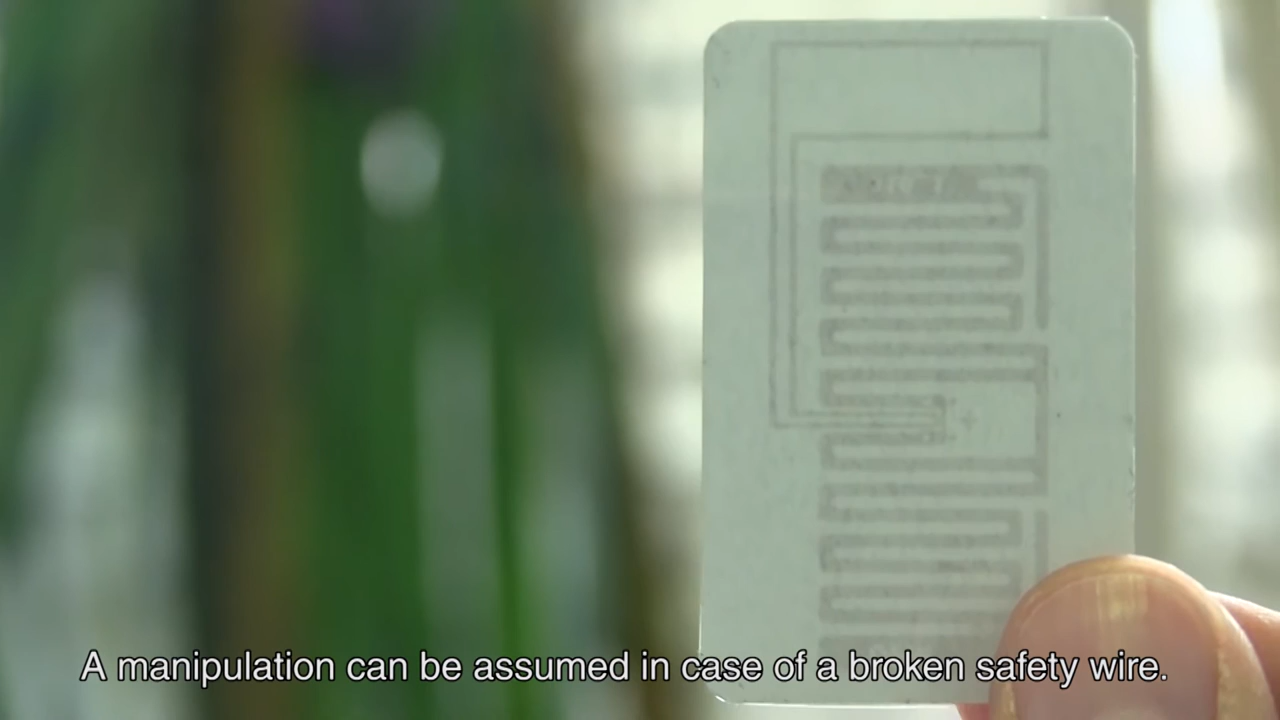 A manipulation can be assumed in case of a broken safety wire.